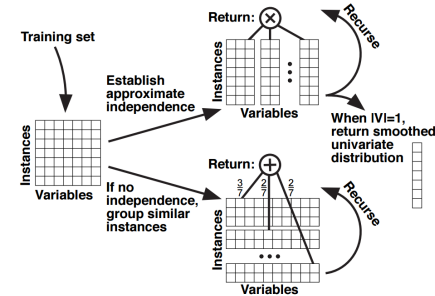 Training set
Instances
Variables
Establish
approximate
independence
If no
independence,
group similar
instances
Return: ×
Instances
Variables
Recurse
When |V|=1,
return smoothed
univariate
distribution
Return: +
3/7 2/7 2/7
Instances
Variables
Recurse